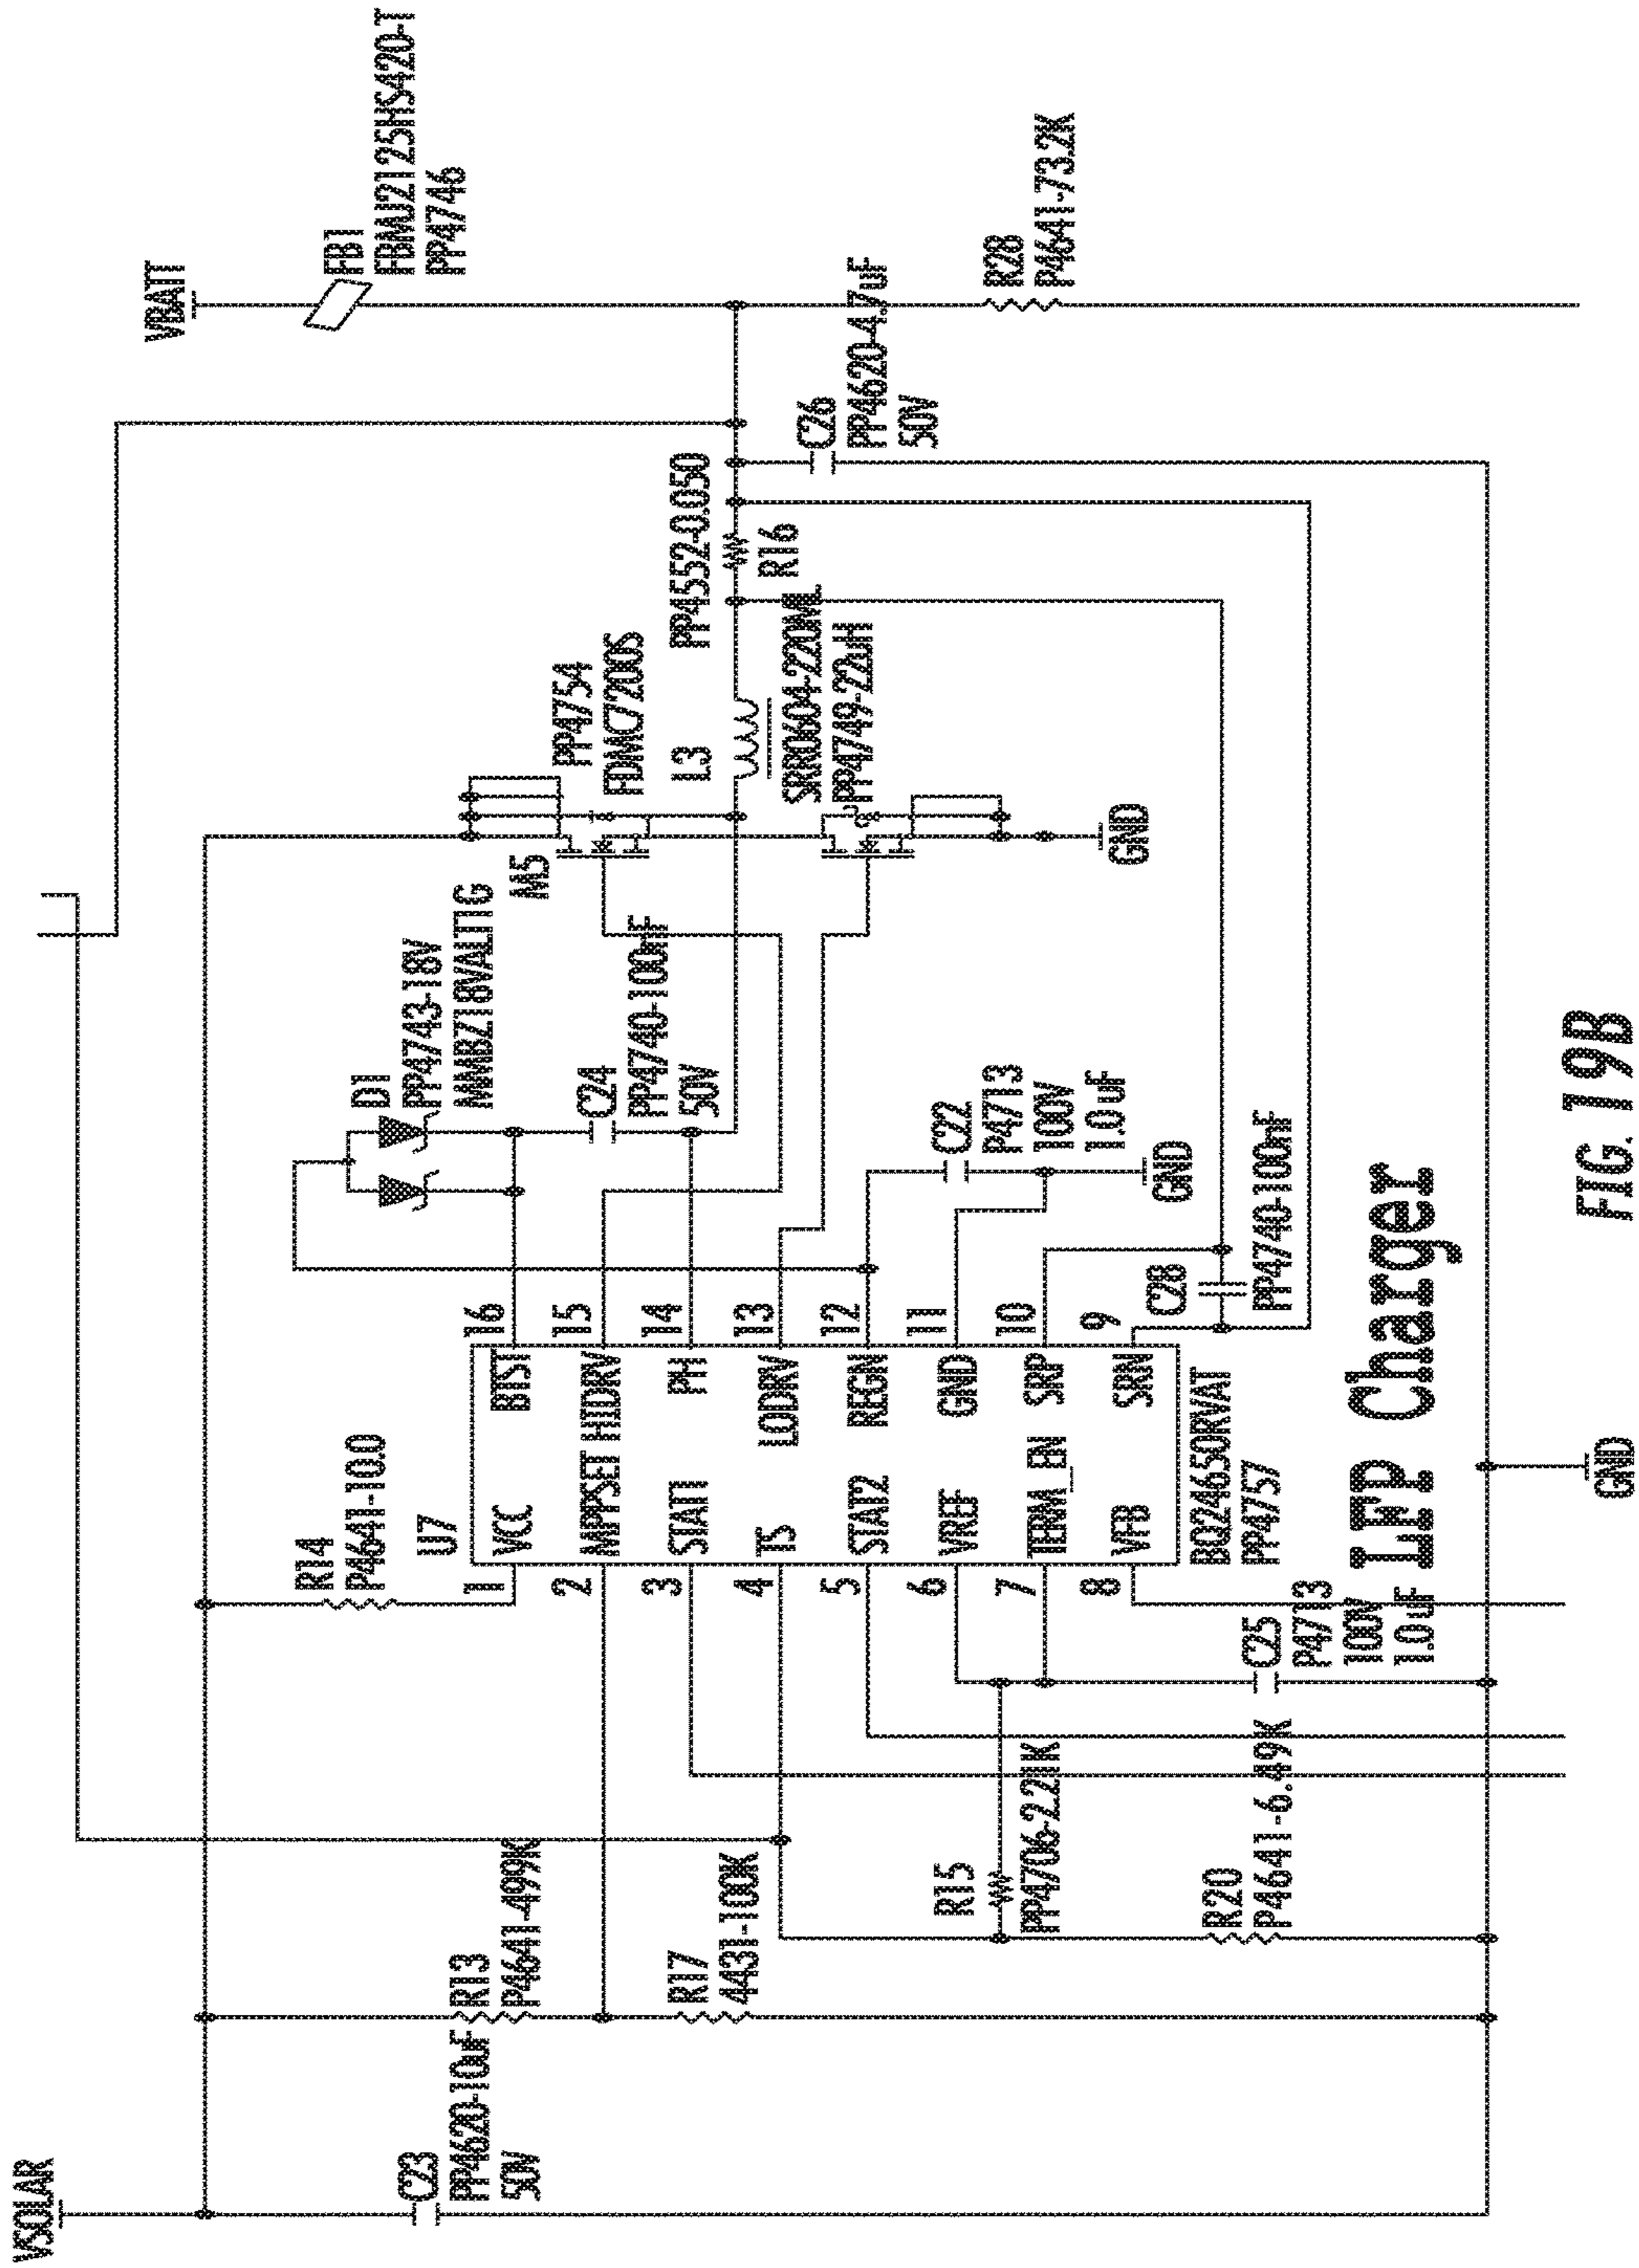 VSOLAR
C23
PP4620-10uF
50V
R13
P4641-499K
R17
4431-100K
R15
PP4706-2.21K
R20
P4641-6.49K
R14
P4641-10.0
U7
1
VCC
2
MPPSET
3
STAT1
4
TS
5
STAT2
6
VREF
7
TERM_EN
8
VFB
BTST
16
HIDRV
15
PH
14
LODRV
13
REGN
12
GND
11
SRP
10
SRN
9
BQ24650RVAT
PP4757
C25
P4713
100V
1.0uF
LFP Charger
GND
C28
PP4740-100nF
D1
PP4743-18V
MMBZ18VALT1G
C24
PP4740-100nF
50V
C22
P4713
100V
1.0uF
GND
M5
PP4754
FDMC7200S
L3
SRR0604-220ML
PP4749-22uH
GND
PP4552-0.050
R16
C26
PP4620-4.7uF
50V
VBATT
FB1
FBMJ2125HS420-T
PP4746
R28
P4641-73.2K
FIG. 19B